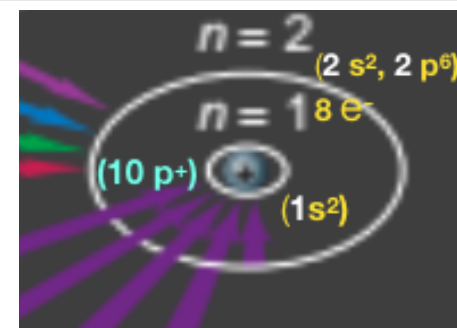 n = 2
(2 s², 2 p⁶)
n = 1 8 e⁻
(10 p⁺) +
(1s²)